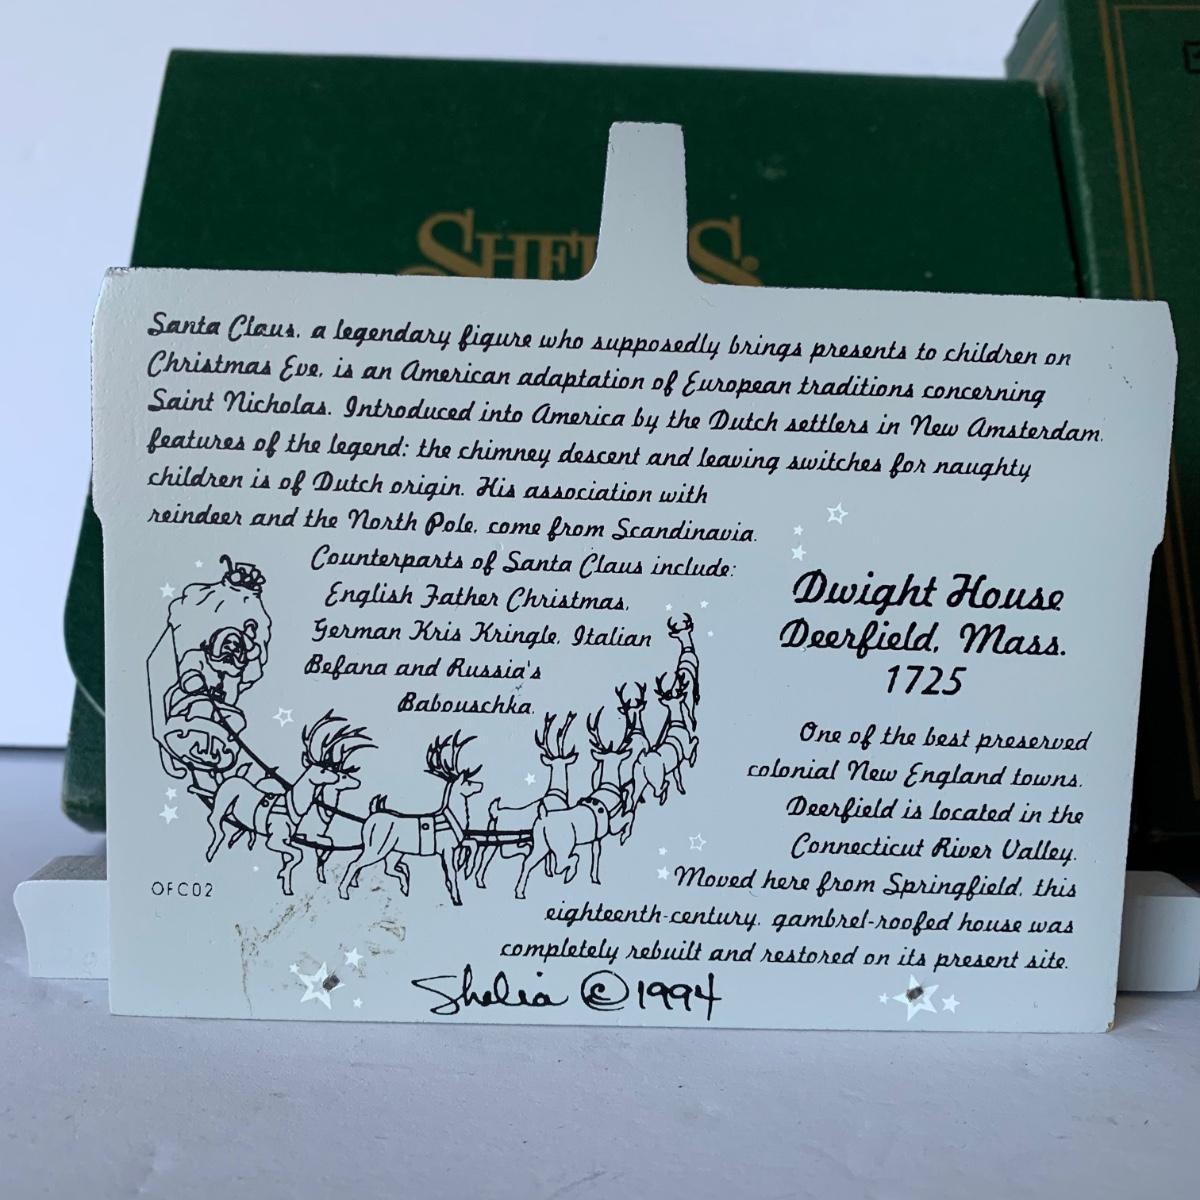 SHE 'S.
Santa Claus, a legendary figure who supposedly brings presents to children on
Christmas Eve, is an American adaptation of European traditions concerning
Saint Nicholas. Introduced into America by the Dutch settlers in New Amsterdam,
features of the legend: the chimney descent and leaving switches for naughty
children is of Dutch origin. His association with
reindeer and the North Pole, come from Scandinavia.
Counterparts of Santa Claus include:
English Father Christmas,
German Kris Kringle, Italian
Befana and Russia's
Babouschka.
Dwight House
Deerfield, Mass.
1725
One of the best preserved
colonial New England towns,
Deerfield is located in the
Connecticut River Valley.
Moved here from Springfield, this
eighteenth-century, gambrel-roofed house was
completely rebuilt and restored on its present site.
OFC02
Shelia ©1994